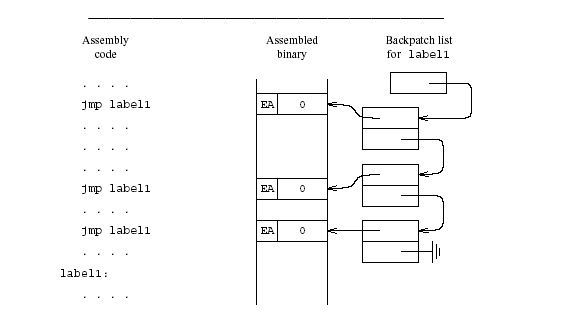 Assembly code
Assembled binary
Backpatch list for label1
. . . .
jmp label1
EA 0
. . . .
. . . .
. . . .
jmp label1
EA 0
. . . .
jmp label1
EA 0
. . . .
label1:
. . . .